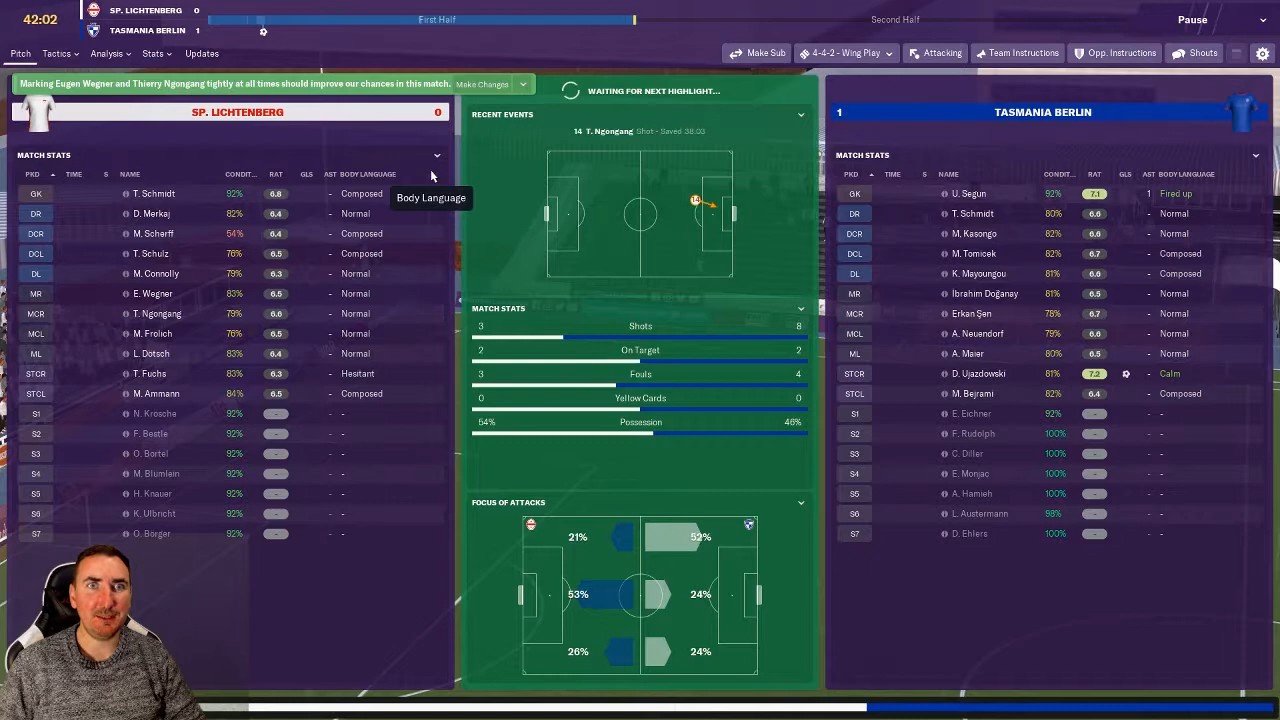 42:02
SP. LICHTENBERG 0
TASMANIA BERLIN 1
First Half
Second Half
Pause
Pitch Tactics Analysis Stats Updates
Make Sub 4-4-2 - Wing Play Attacking Team Instructions Opp. Instructions Shouts
Marking Eugen Wegner and Thierry Ngongang tightly at all times should improve our chances in this match. Make Changes
SP. LICHTENBERG 0
MATCH STATS
PKD TIME S NAME CONDIT... RAT GLS AST BODY LANGUAGE
Body Language
GK T. Schmidt 92% 6.8 - Composed
DR D. Merkaj 82% 6.4 - Normal
DCR M. Scherff 54% 6.4 - Composed
DCL T. Schulz 76% 6.5 - Composed
DL M. Connolly 79% 6.3 - Normal
MR E. Wegner 83% 6.5 - Normal
MCR T. Ngongang 79% 6.6 - Normal
MCL M. Frolich 76% 6.5 - Normal
ML L. Dötsch 83% 6.4 - Normal
STCR T. Fuchs 83% 6.3 - Hesitant
STCL M. Ammann 84% 6.5 - Composed
S1 N. Krosche 92% - - -
S2 F. Bestle 92% - - -
S3 O. Bortel 92% - - -
S4 M. Blumlein 92% - - -
S5 H. Knauer 92% - - -
S6 K. Ulbricht 92% - - -
S7 O. Börger 92% - - -
WAITING FOR NEXT HIGHLIGHT...
RECENT EVENTS
14 T. Ngongang Shot - Saved 38:03
14
MATCH STATS
3 Shots 8
2 On Target 2
3 Fouls 4
0 Yellow Cards 0
54% Possession 46%
FOCUS OF ATTACKS
21% 52%
53% 24%
26% 24%
1 TASMANIA BERLIN
MATCH STATS
PKD TIME S NAME CONDIT... RAT GLS AST BODY LANGUAGE
GK U. Segun 92% 7.1 1 Fired up
DR T. Schmidt 80% 6.6 - Normal
DCR M. Kasongo 82% 6.6 - Normal
DCL M. Tomicek 82% 6.7 - Composed
DL K. Mayoungou 81% 6.6 - Composed
MR Ibrahim Doğanay 81% 6.5 - Normal
MCR Erkan Şen 78% 6.7 - Composed
MCL A. Neuendorf 79% 6.6 - Normal
ML A. Maier 80% 6.5 - Normal
STCR D. Ujazdowski 81% 7.2 - Calm
STCL M. Bejrami 82% 6.4 - Composed
S1 E. Eichner 92% - - -
S2 F. Rudolph 100% - - -
S3 C. Diller 100% - - -
S4 E. Monjac 100% - - -
S5 A. Hamieh 100% - - -
S6 L. Austermann 98% - - -
S7 D. Ehlers 100% - - -